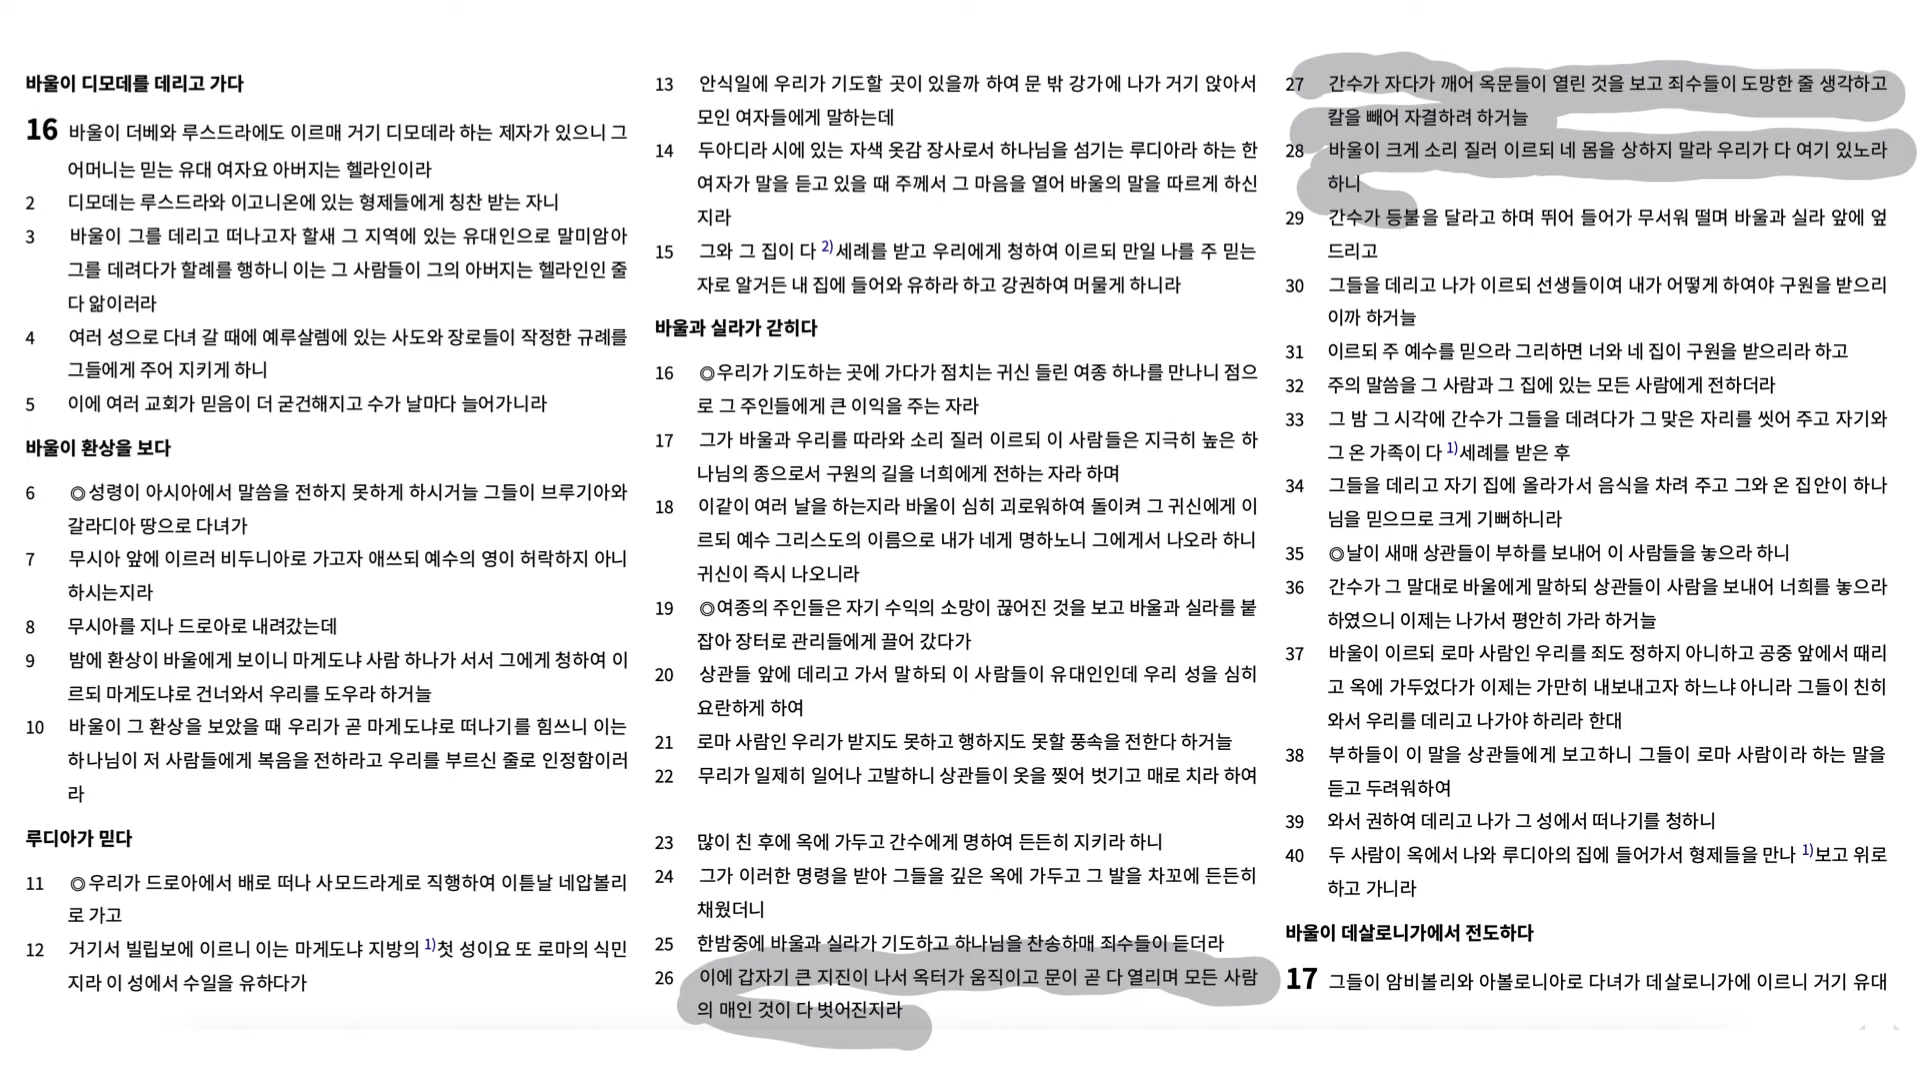 바울이 디모데를 데리고 가다
16 바울이 더베와 루스드라에도 이르매 거기 디모데라 하는 제자가 있으니 그
어머니는 믿는 유대 여자요 아버지는 헬라인이라
2 디모데는 루스드라와 이고니온에 있는 형제들에게 칭찬 받는 자니
3 바울이 그를 데리고 떠나고자 할새 그 지역에 있는 유대인으로 말미암아
그를 데려다가 할례를 행하니 이는 그 사람들이 그의 아버지는 헬라인인 줄
다 앎이러라
4 여러 성으로 다녀 갈 때에 예루살렘에 있는 사도와 장로들이 작정한 규례를
그들에게 주어 지키게 하니
5 이에 여러 교회가 믿음이 더 굳건해지고 수가 날마다 늘어가니라
바울이 환상을 보다
6 ◎성령이 아시아에서 말씀을 전하지 못하게 하시거늘 그들이 브루기아와
갈라디아 땅으로 다녀가
7 무시아 앞에 이르러 비두니아로 가고자 애쓰되 예수의 영이 허락하지 아니
하시는지라
8 무시아를 지나 드로아로 내려갔는데
9 밤에 환상이 바울에게 보이니 마게도냐 사람 하나가 서서 그에게 청하여 이
르되 마게도냐로 건너와서 우리를 도우라 하거늘
10 바울이 그 환상을 보았을 때 우리가 곧 마게도냐로 떠나기를 힘쓰니 이는
하나님이 저 사람들에게 복음을 전하라고 우리를 부르신 줄로 인정함이러
라
루디아가 믿다
11 ◎우리가 드로아에서 배로 떠나 사모드라게로 직행하여 이튿날 네압볼리
로 가고
12 거기서 빌립보에 이르니 이는 마게도냐 지방의 1)첫 성이요 또 로마의 식민
지라 이 성에서 수일을 유하다가
13 안식일에 우리가 기도할 곳이 있을까 하여 문 밖 강가에 나가 거기 앉아서
모인 여자들에게 말하는데
14 두아디라 시에 있는 자색 옷감 장사로서 하나님을 섬기는 루디아라 하는 한
여자가 말을 듣고 있을 때 주께서 그 마음을 열어 바울의 말을 따르게 하신
지라
15 그와 그 집이 다 2)세례를 받고 우리에게 청하여 이르되 만일 나를 주 믿는
자로 알거든 내 집에 들어와 유하라 하고 강권하여 머물게 하니라
바울과 실라가 갇히다
16 ◎우리가 기도하는 곳에 가다가 점치는 귀신 들린 여종 하나를 만나니 점으
로 그 주인들에게 큰 이익을 주는 자라
17 그가 바울과 우리를 따라와 소리 질러 이르되 이 사람들은 지극히 높은 하
나님의 종으로서 구원의 길을 너희에게 전하는 자라 하며
18 이같이 여러 날을 하는지라 바울이 심히 괴로워하여 돌이켜 그 귀신에게 이
르되 예수 그리스도의 이름으로 내가 네게 명하노니 그에게서 나오라 하니
귀신이 즉시 나오니라
19 ◎여종의 주인들은 자기 수익의 소망이 끊어진 것을 보고 바울과 실라를 붙
잡아 장터로 관리들에게 끌어 갔다가
20 상관들 앞에 데리고 가서 말하되 이 사람들이 유대인인데 우리 성을 심히
요란하게 하여
21 로마 사람인 우리가 받지도 못하고 행하지도 못할 풍속을 전한다 하거늘
22 무리가 일제히 일어나 고발하니 상관들이 옷을 찢어 벗기고 매로 치라 하여
23 많이 친 후에 옥에 가두고 간수에게 명하여 든든히 지키라 하니
24 그가 이러한 명령을 받아 그들을 깊은 옥에 가두고 그 발을 차꼬에 든든히
채웠더니
25 한밤중에 바울과 실라가 기도하고 하나님을 찬송하매 죄수들이 듣더라
26 이에 갑자기 큰 지진이 나서 옥터가 움직이고 문이 곧 다 열리며 모든 사람
의 매인 것이 다 벗어진지라
27 간수가 자다가 깨어 옥문들이 열린 것을 보고 죄수들이 도망한 줄 생각하고
칼을 빼어 자결하려 하거늘
28 바울이 크게 소리 질러 이르되 네 몸을 상하지 말라 우리가 다 여기 있노라
하니
29 간수가 등불을 달라고 하며 뛰어 들어가 무서워 떨며 바울과 실라 앞에 엎
드리고
30 그들을 데리고 나가 이르되 선생들이여 내가 어떻게 하여야 구원을 받으리
이까 하거늘
31 이르되 주 예수를 믿으라 그리하면 너와 네 집이 구원을 받으리라 하고
32 주의 말씀을 그 사람과 그 집에 있는 모든 사람에게 전하더라
33 그 밤 그 시각에 간수가 그들을 데려다가 그 맞은 자리를 씻어 주고 자기와
그 온 가족이 다 1)세례를 받은 후
34 그들을 데리고 자기 집에 올라가서 음식을 차려 주고 그와 온 집안이 하나
님을 믿으므로 크게 기뻐하니라
35 ◎날이 새매 상관들이 부하를 보내어 이 사람들을 놓으라 하니
36 간수가 그 말대로 바울에게 말하되 상관들이 사람을 보내어 너희를 놓으라
하였으니 이제는 나가서 평안히 가라 하거늘
37 바울이 이르되 로마 사람인 우리를 죄도 정하지 아니하고 공중 앞에서 때리
고 옥에 가두었다가 이제는 가만히 내보내고자 하느냐 아니라 그들이 친히
와서 우리를 데리고 나가야 하리라 한대
38 부하들이 이 말을 상관들에게 보고하니 그들이 로마 사람이라 하는 말을
듣고 두려워하여
39 와서 권하여 데리고 나가 그 성에서 떠나기를 청하니
40 두 사람이 옥에서 나와 루디아의 집에 들어가서 형제들을 만나 1)보고 위로
하고 가니라
바울이 데살로니가에서 전도하다
17 그들이 암비볼리와 아볼로니아로 다녀가 데살로니가에 이르니 거기 유대